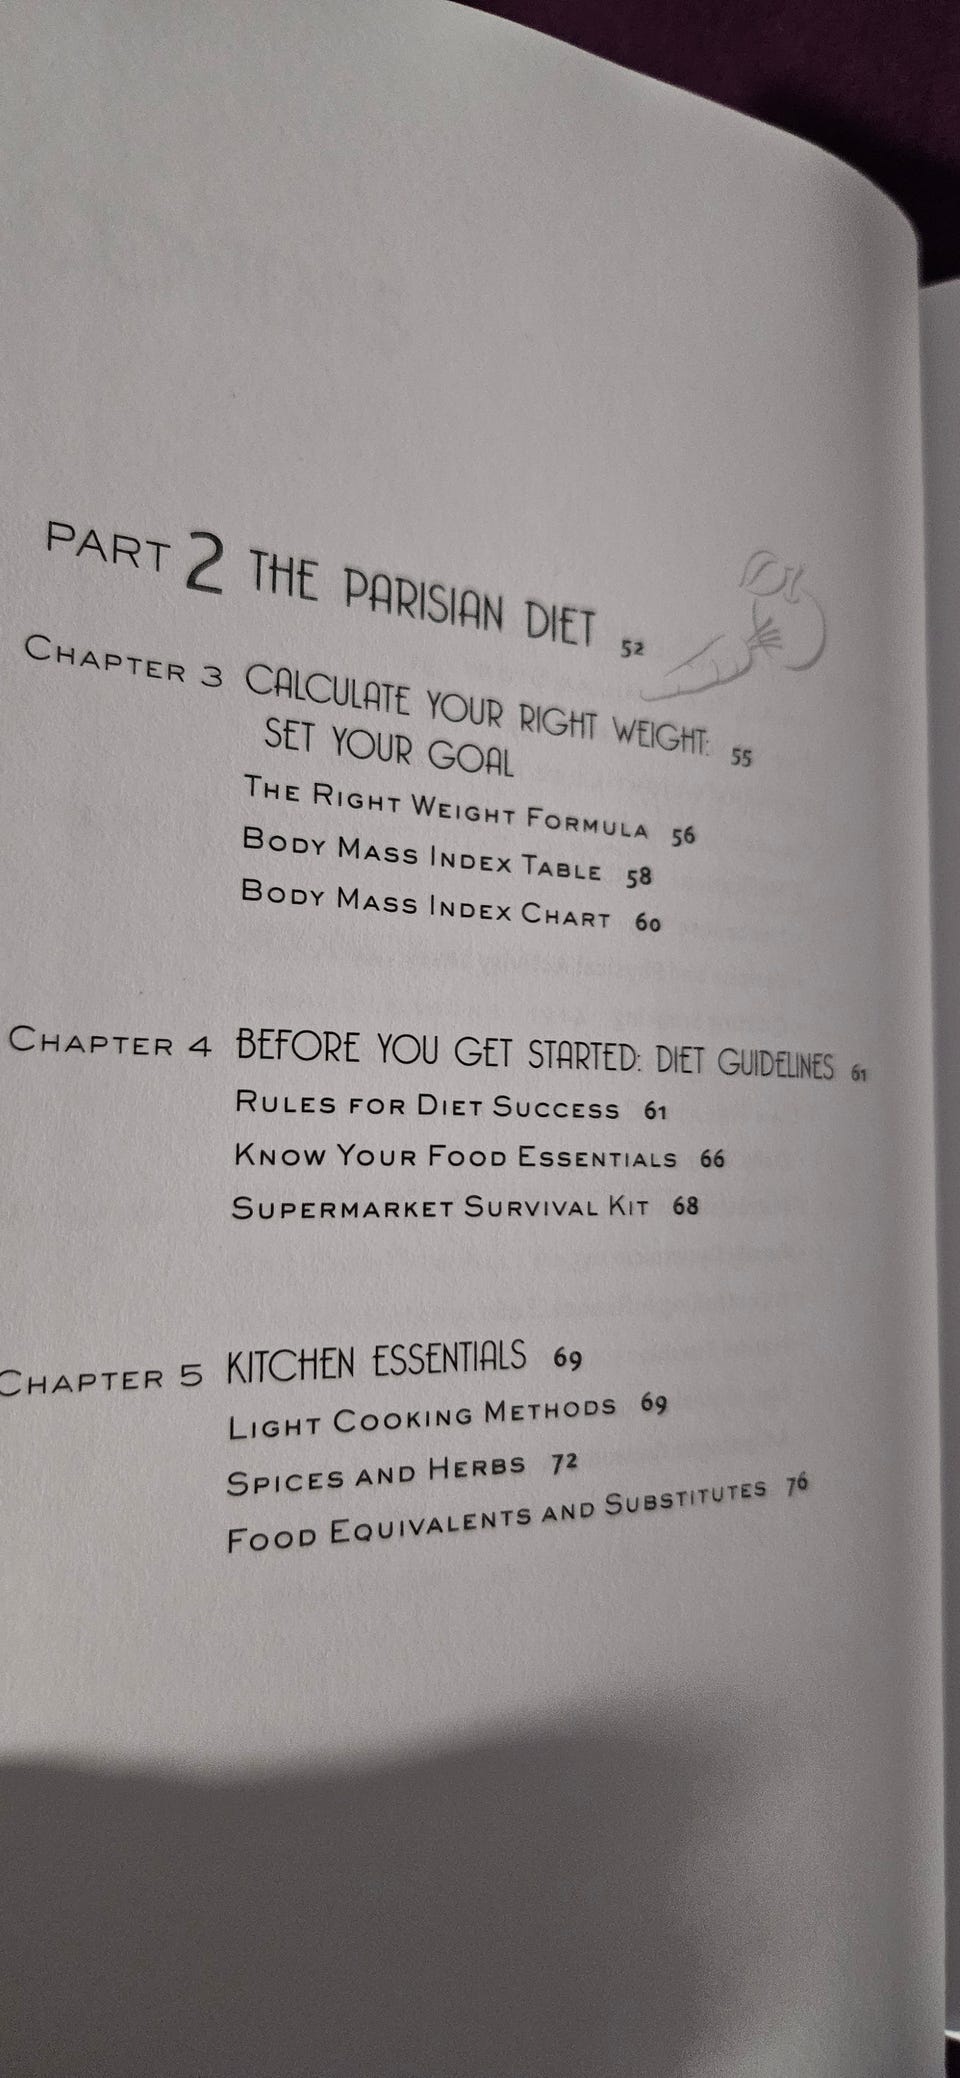 PART 2 THE PARISIAN DIET 52
CHAPTER 3 CALCULATE YOUR RIGHT WEIGHT: 55
SET YOUR GOAL
THE RIGHT WEIGHT FORMULA 56
BODY MASS INDEX TABLE 58
BODY MASS INDEX CHART 60
CHAPTER 4 BEFORE YOU GET STARTED: DIET GUIDELINES 61
RULES FOR DIET SUCCESS 61
KNOW YOUR FOOD ESSENTIALS 66
SUPERMARKET SURVIVAL KIT 68
CHAPTER 5 KITCHEN ESSENTIALS 69
LIGHT COOKING METHODS 69
SPICES AND HERBS 72
FOOD EQUIVALENTS AND SUBSTITUTES 76